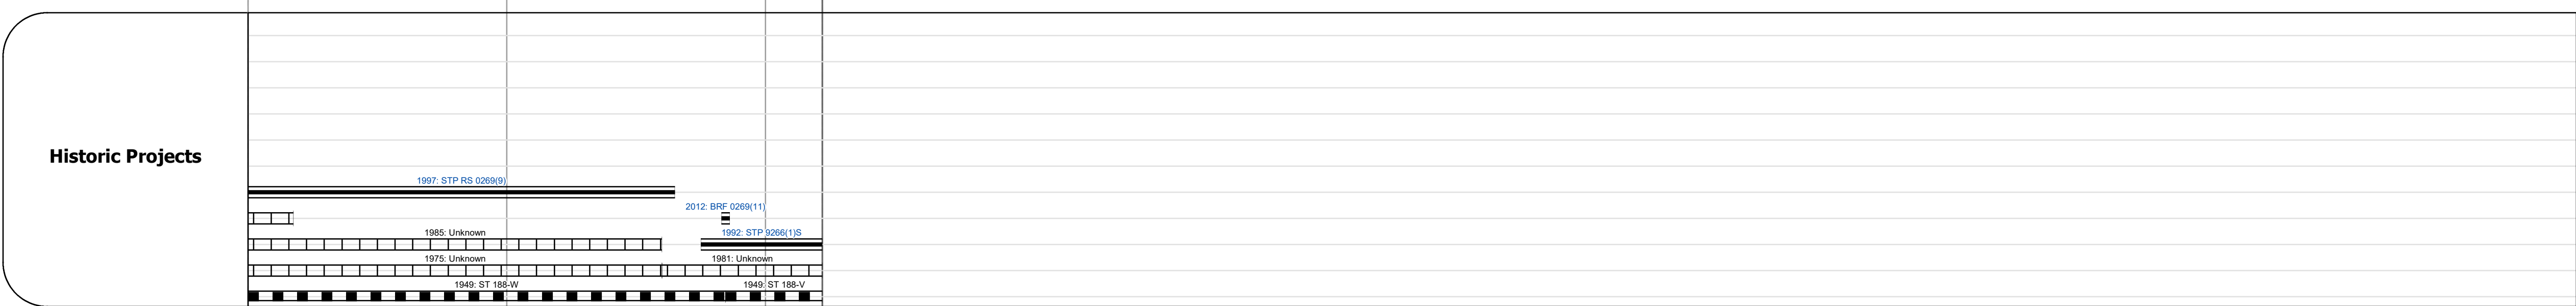 Historic Projects
1997: STP RS 0269(9)
2012: BRF 0269(11)
1985: Unknown
1992: STP 9266(1)S
1975: Unknown
1981: Unknown
1949: ST 188-W
1949: ST 188-V